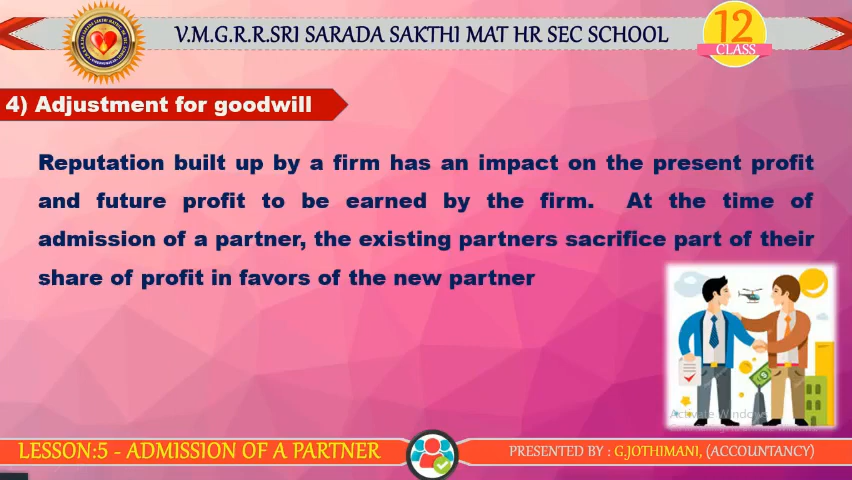 V.M.G.R.R.SRI SARADA SAKTHI MAT HR SEC SCHOOL
12
CLASS
4) Adjustment for goodwill
Reputation built up by a firm has an impact on the present profit
and future profit to be earned by the firm. At the time of
admission of a partner, the existing partners sacrifice part of their
share of profit in favors of the new partner
Activate Windows
LESSON:5 - ADMISSION OF A PARTNER
PRESENTED BY : G.JOTHIMANI, (ACCOUNTANCY)